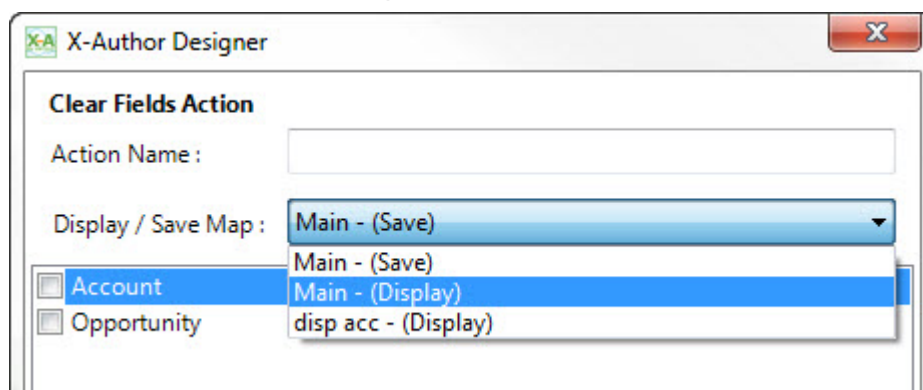 X-A X-Author Designer
Clear Fields Action
Action Name :
Display / Save Map : Main - (Save)
Main - (Save)
Account
Main - (Display)
Opportunity
disp acc - (Display)